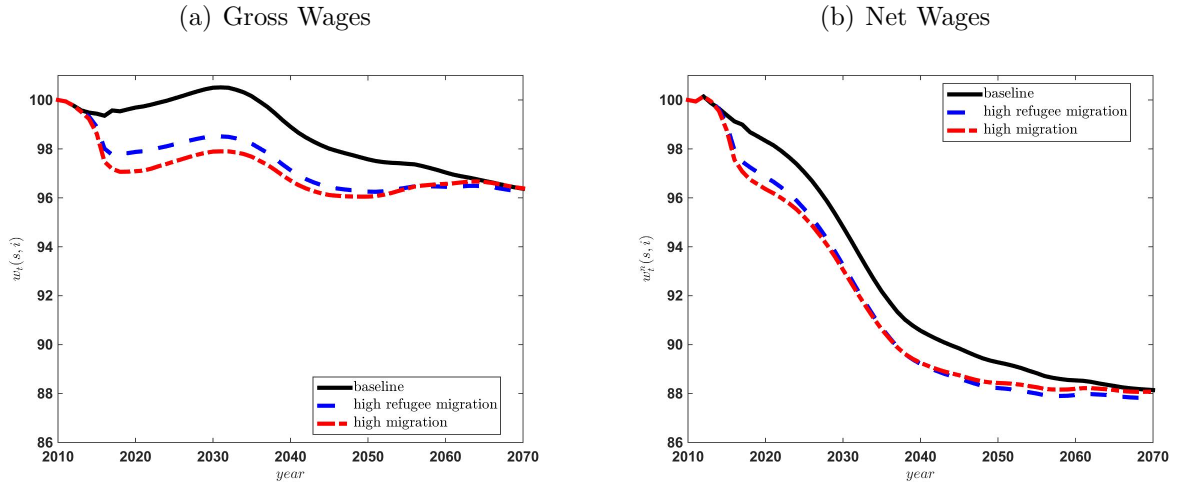 (a) Gross Wages
100
98
96
94
92
90
88
86
w_t(s, i)
2010 2020 2030 2040 2050 2060 2070
year
baseline
high refugee migration
high migration
(b) Net Wages
100
98
96
94
92
90
88
86
w_t^n(s, i)
2010 2020 2030 2040 2050 2060 2070
year
baseline
high refugee migration
high migration